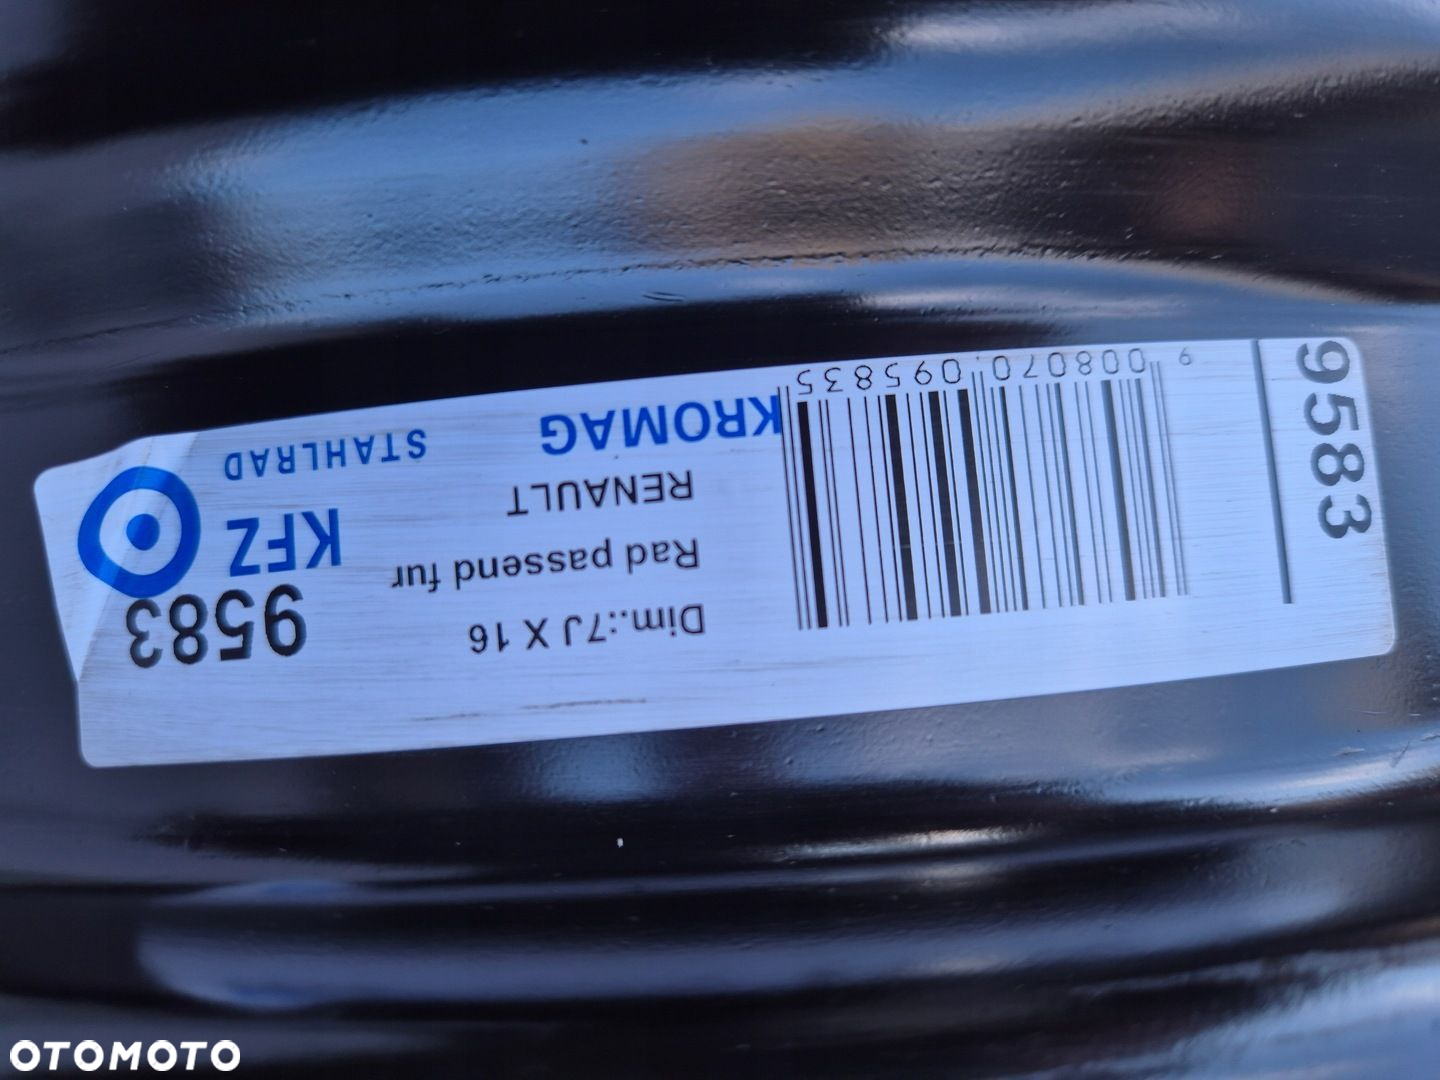 9583
Dim.:7J X 16
Rad passend fur
RENAULT
KROMAG
KFZ
STAHLRAD
9 008070 095835
9583
OTOMOTO